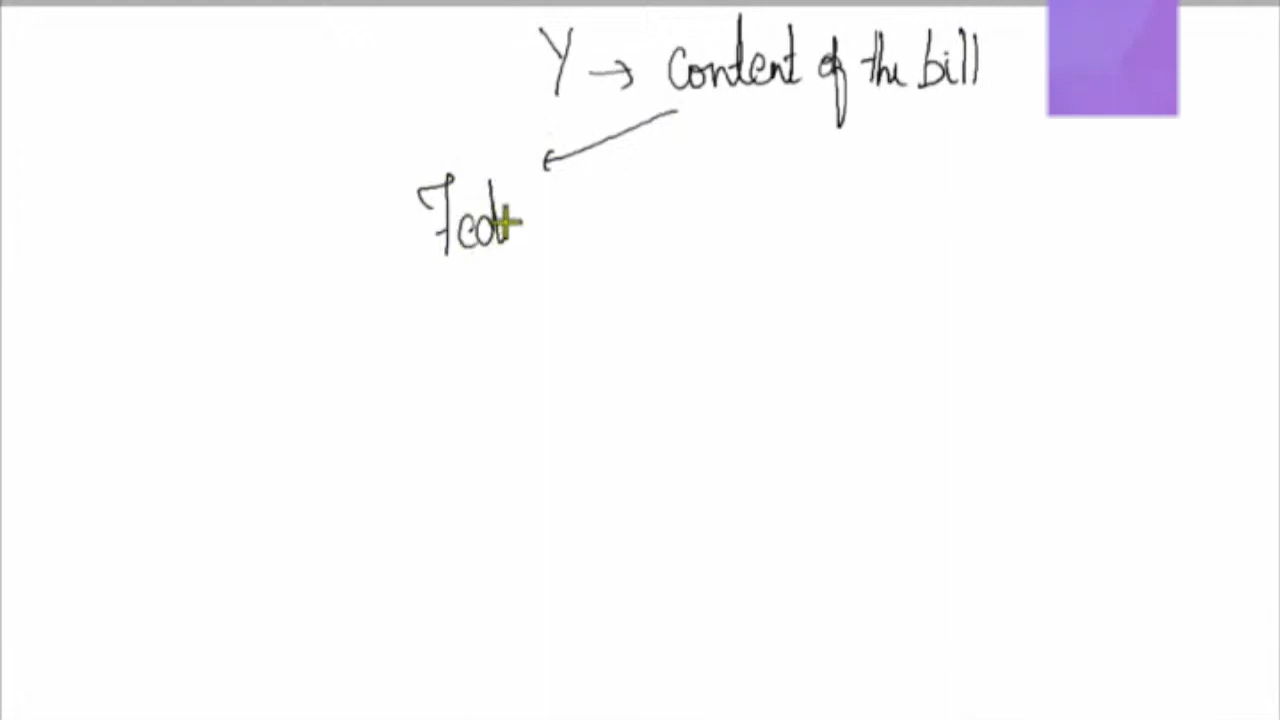 Y → content of the bill